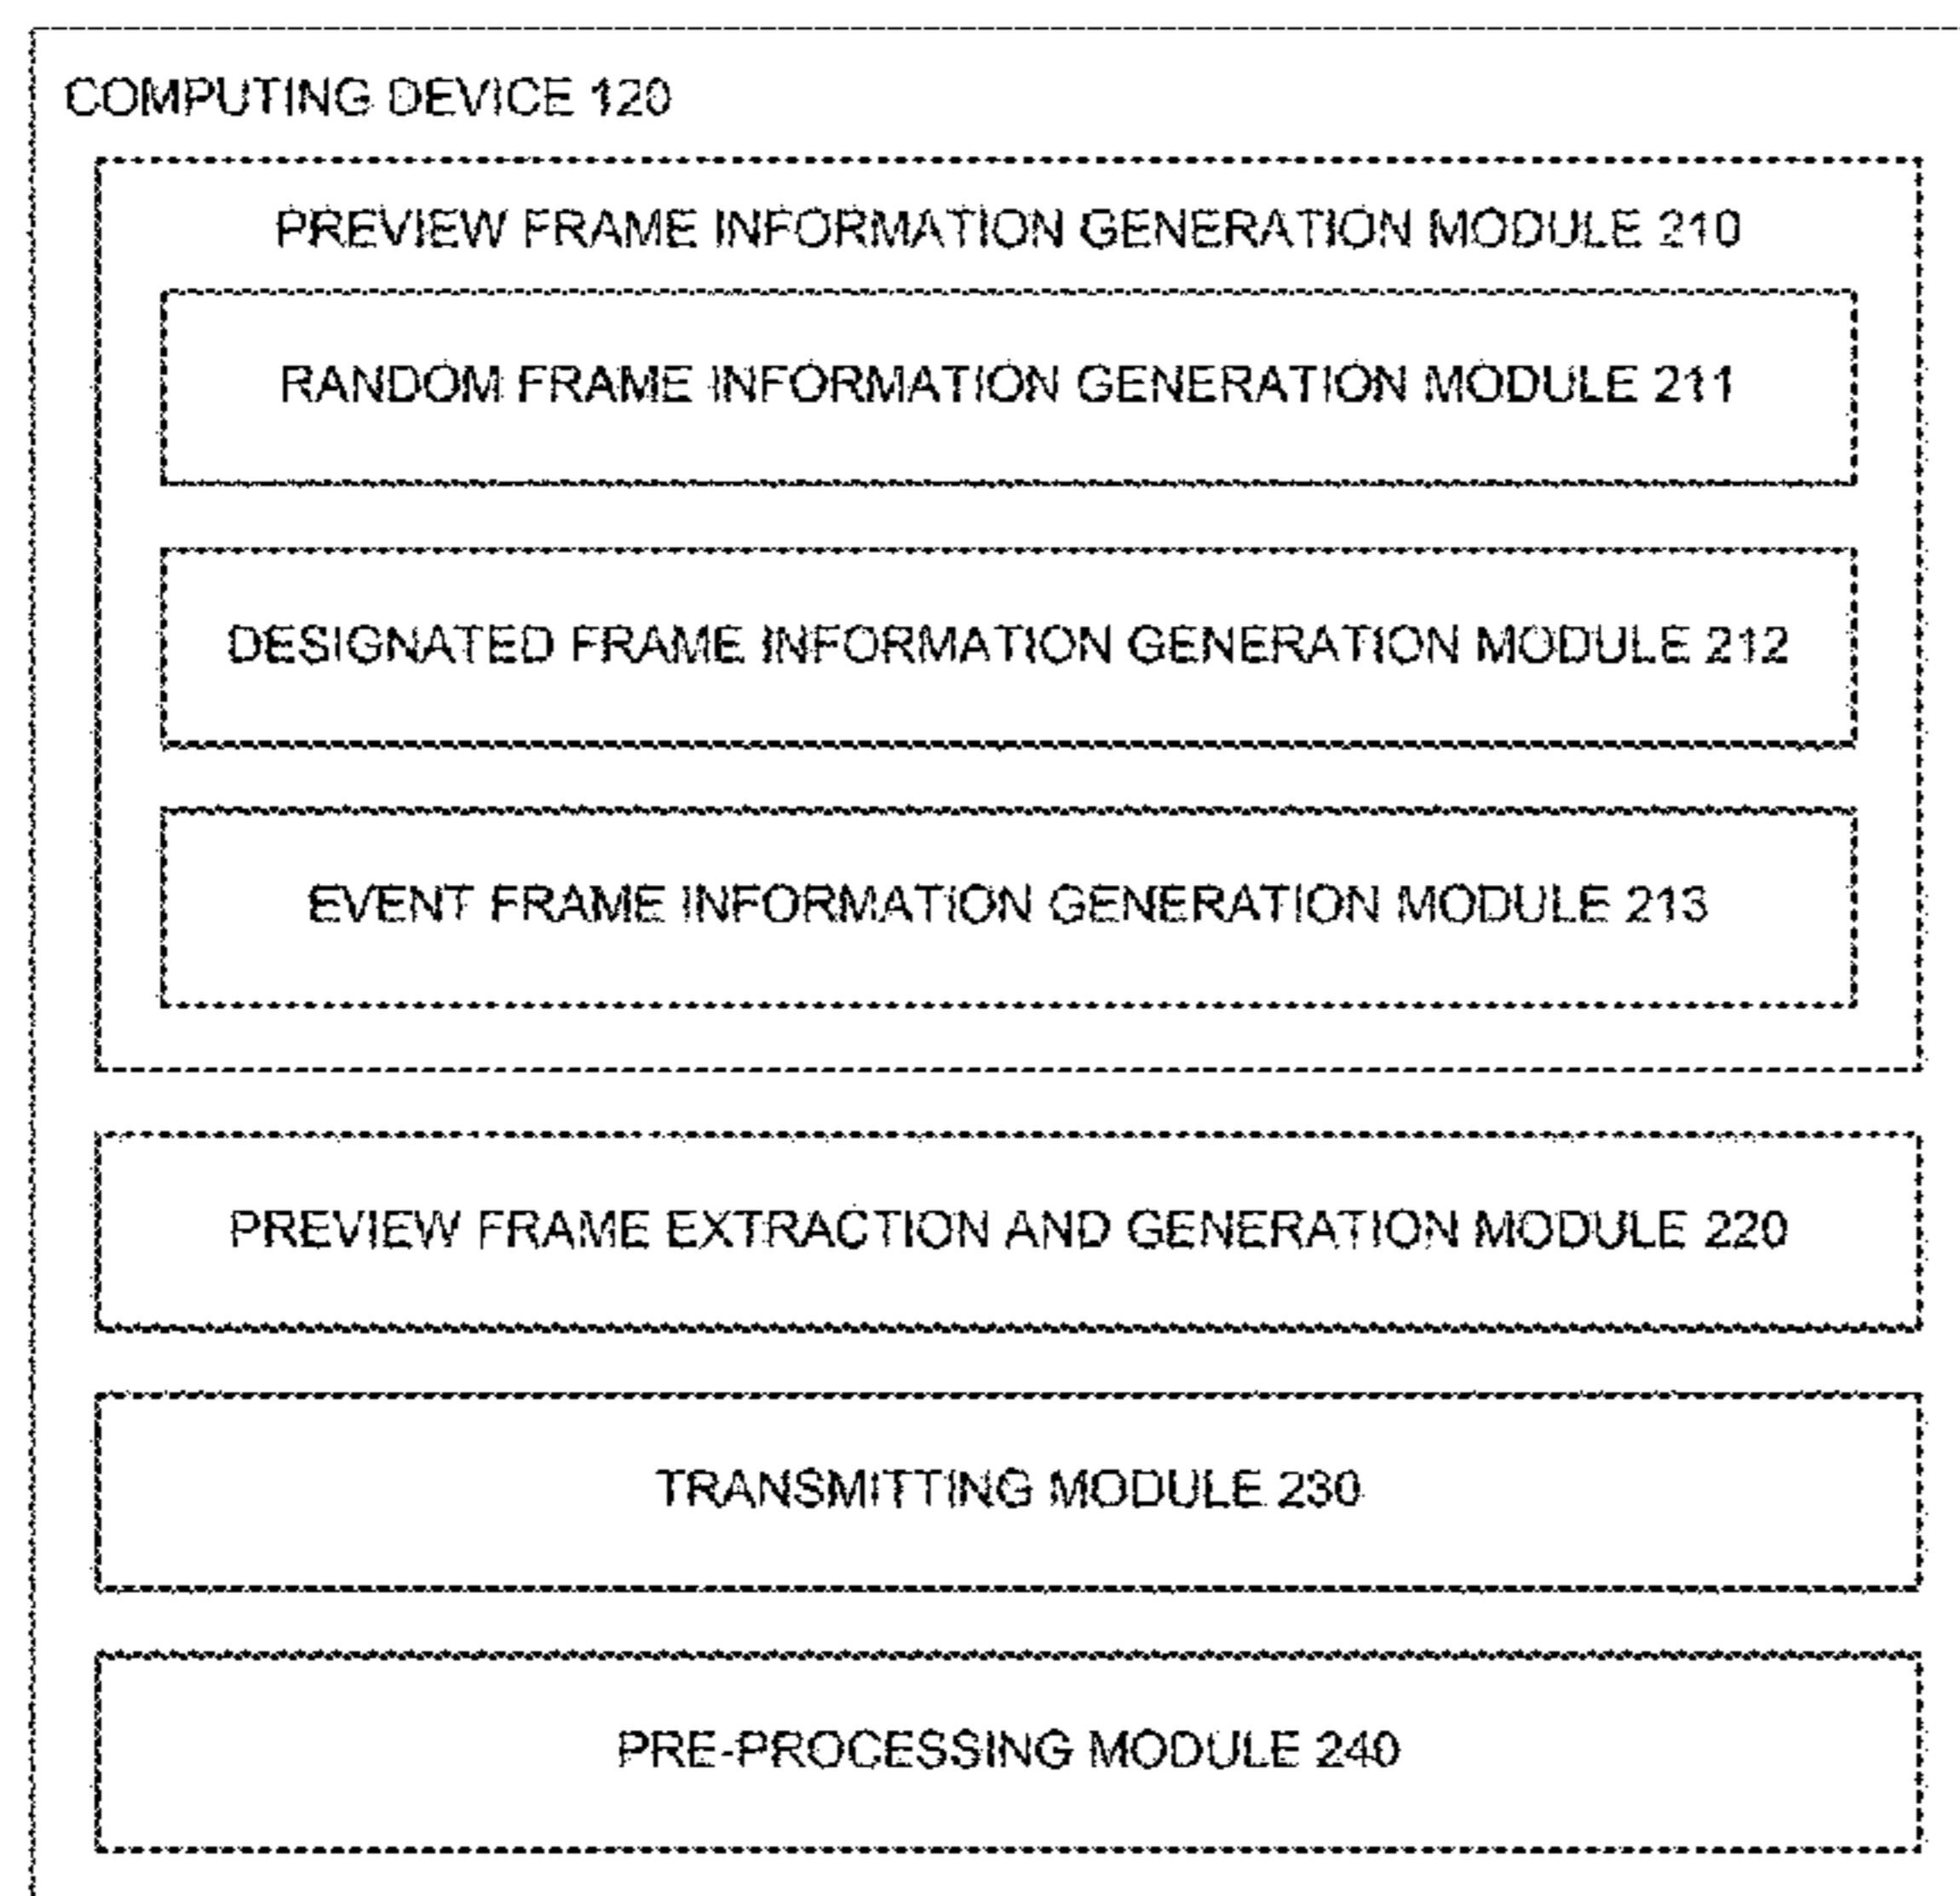 COMPUTING DEVICE 120
PREVIEW FRAME INFORMATION GENERATION MODULE 210
RANDOM FRAME INFORMATION GENERATION MODULE 211
DESIGNATED FRAME INFORMATION GENERATION MODULE 212
EVENT FRAME INFORMATION GENERATION MODULE 213
PREVIEW FRAME EXTRACTION AND GENERATION MODULE 220
TRANSMITTING MODULE 230
PRE-PROCESSING MODULE 240